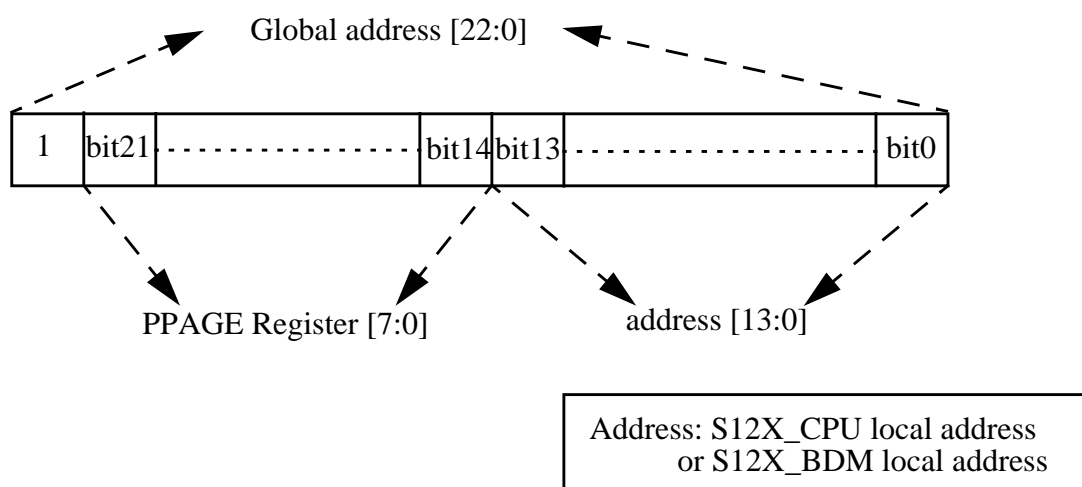 Global address [22:0]
1 bit21 bit14 bit13 bit0
PPAGE Register [7:0] address [13:0]
Address: S12X_CPU local address
or S12X_BDM local address